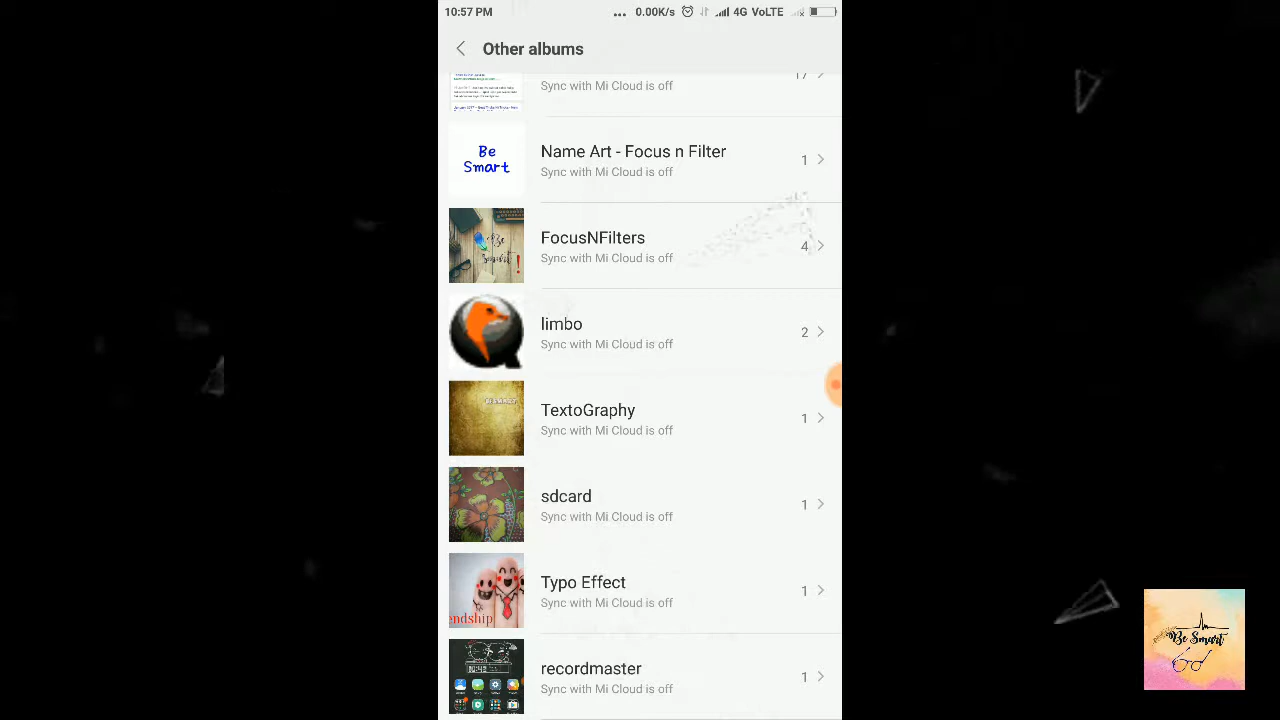 10:57 PM
... 0.00K/s 4G VoLTE
Other albums
17
Sync with Mi Cloud is off
Be
Smart
Name Art - Focus n Filter
1
Sync with Mi Cloud is off
Be
!
FocusNFilters
4
Sync with Mi Cloud is off
limbo
2
Sync with Mi Cloud is off
TextoGraphy
1
Sync with Mi Cloud is off
sdcard
1
Sync with Mi Cloud is off
endship
Typo Effect
1
Sync with Mi Cloud is off
recordmaster
1
Sync with Mi Cloud is off
Be Smart